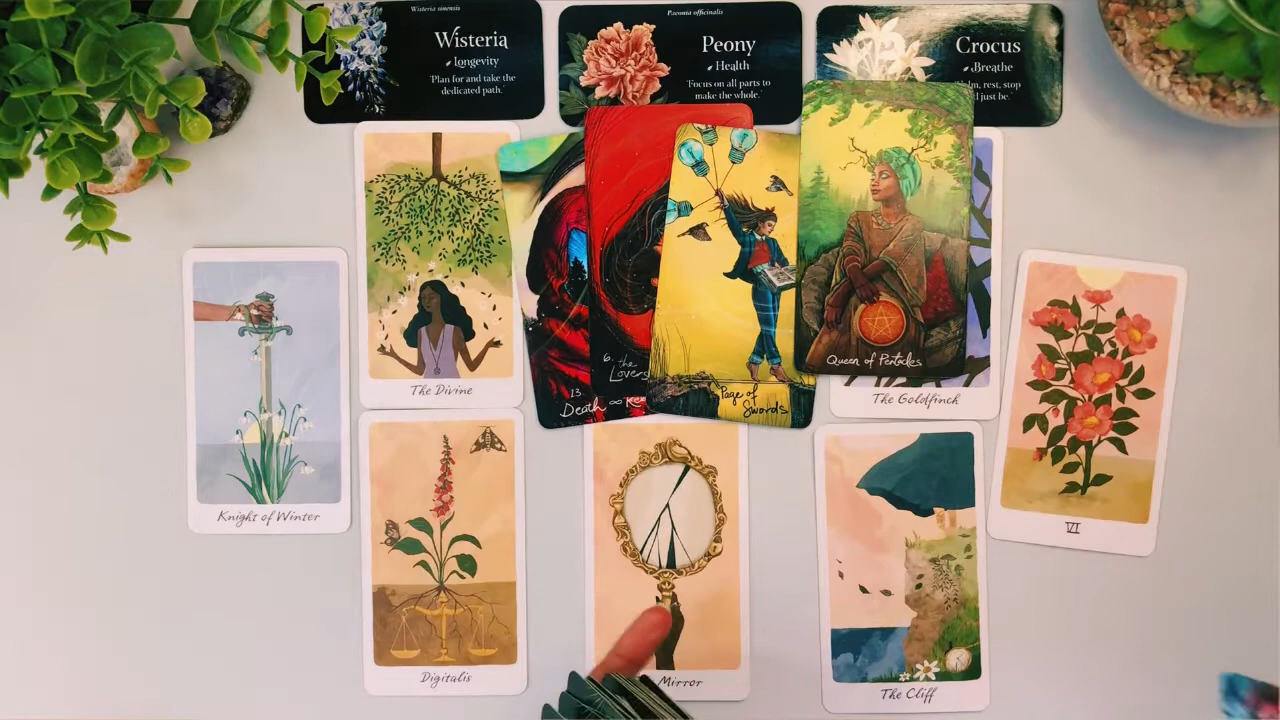 Wisteria sinensis
Wisteria
Longevity
'Plan for and take the
dedicated path.'
Paeonia officinalis
Peony
Health
'Focus on all parts to
make the whole.'
Crocus
Breathe
rest, stop
just be.'
The Divine
13.
Death ∞
6. the
Lovers
Page of
Swords
Queen of Pentacles
The Goldfinch
Knight of Winter
VI
Digitalis
Mirror
The Cliff